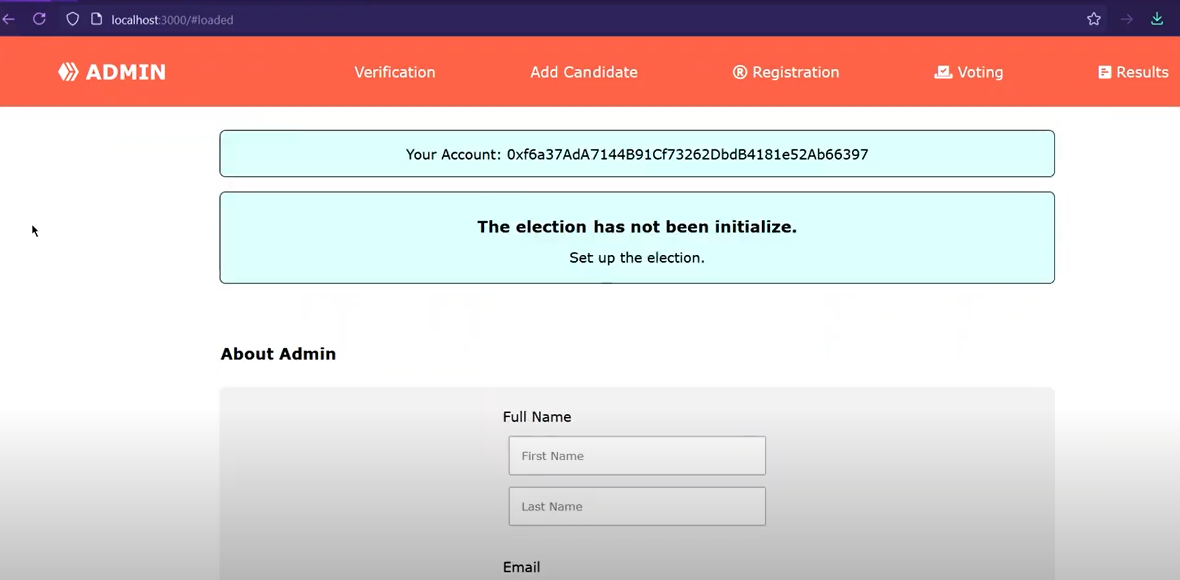 localhost:3000/#loaded
ADMIN
Verification
Add Candidate
® Registration
Voting
Results
Your Account: 0xf6a37AdA7144B91Cf73262DbdB4181e52Ab66397
The election has not been initialize.
Set up the election.
About Admin
Full Name
First Name
Last Name
Email